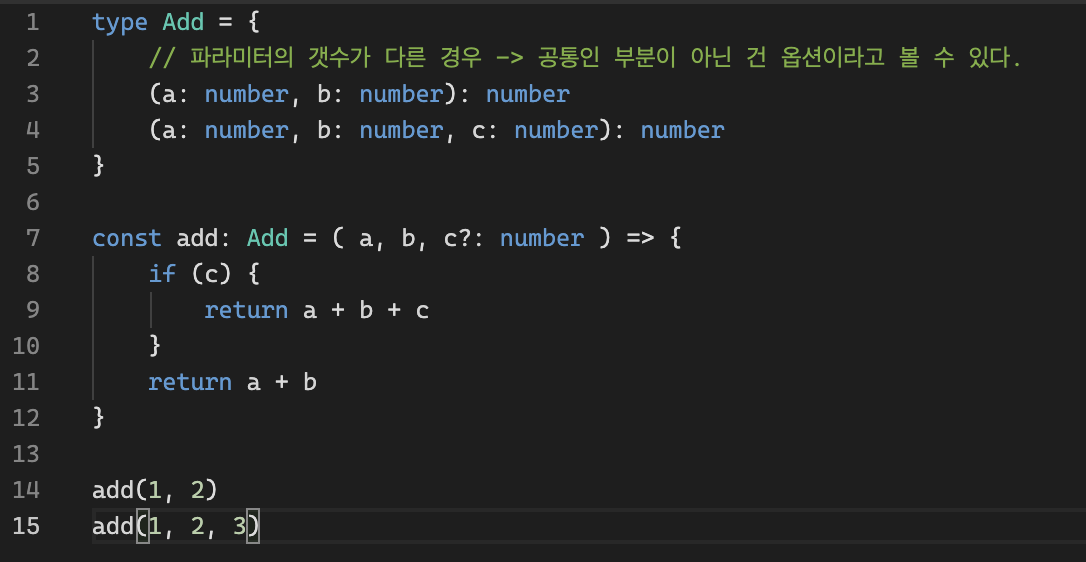 1 type Add = {
2 // 파라미터의 갯수가 다른 경우 -> 공통인 부분이 아닌 건 옵션이라고 볼 수 있다.
3 (a: number, b: number): number
4 (a: number, b: number, c: number): number
5 }
6
7 const add: Add = ( a, b, c?: number ) => {
8 if (c) {
9 return a + b + c
10 }
11 return a + b
12 }
13
14 add(1, 2)
15 add(1, 2, 3)